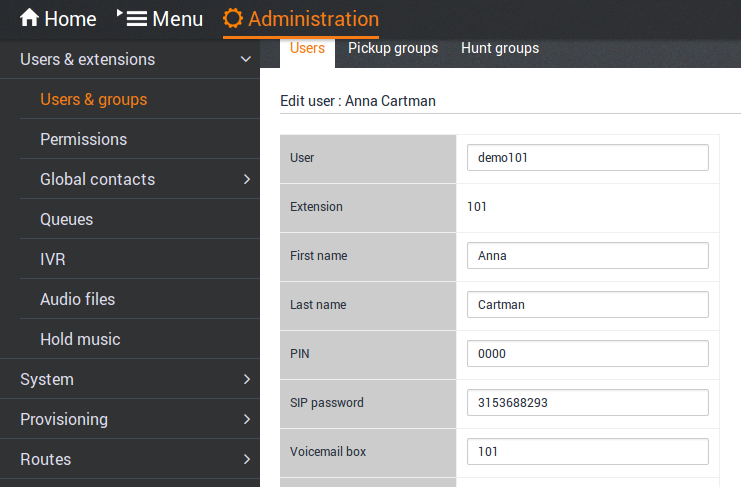 Home Menu Administration
Users & extensions
Users & groups
Permissions
Global contacts
Queues
IVR
Audio files
Hold music
System
Provisioning
Routes
Users Pickup groups Hunt groups
Edit user : Anna Cartman
User demo101
Extension 101
First name Anna
Last name Cartman
PIN 0000
SIP password 3153688293
Voicemail box 101